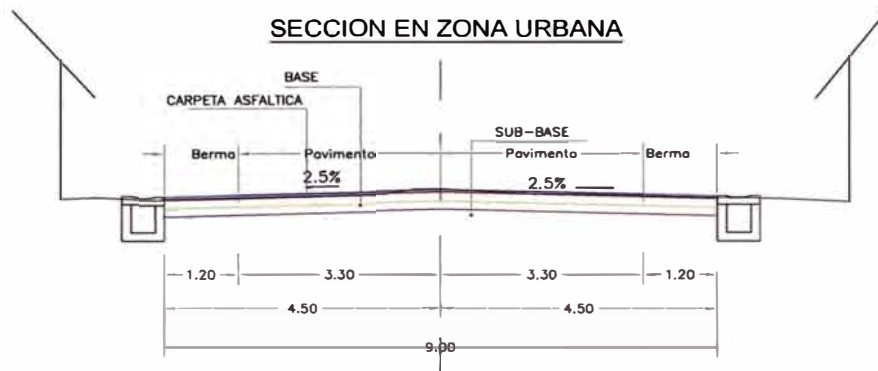 SECCION EN ZONA URBANA
BASE
CARPETA ASFALTICA
SUB-BASE
Berma Pavimento Pavimento Berma
2.5% 2.5%
1.20 3.30 3.30 1.20
4.50 4.50
9.00